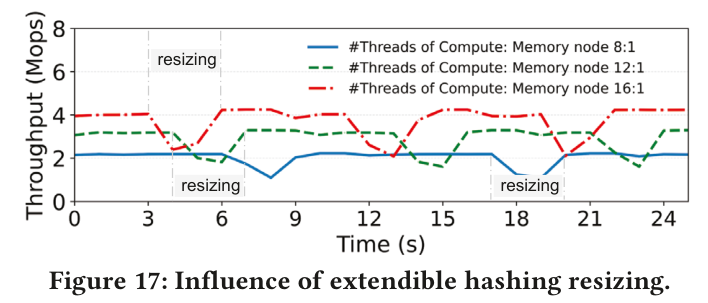 Throughput (Mops)
8
6
4
2
0
resizing
#Threads of Compute: Memory node 8:1
#Threads of Compute: Memory node 12:1
#Threads of Compute: Memory node 16:1
resizing
resizing
0 3 6 9 12 15 18 21 24
Time (s)
Figure 17: Influence of extendible hashing resizing.